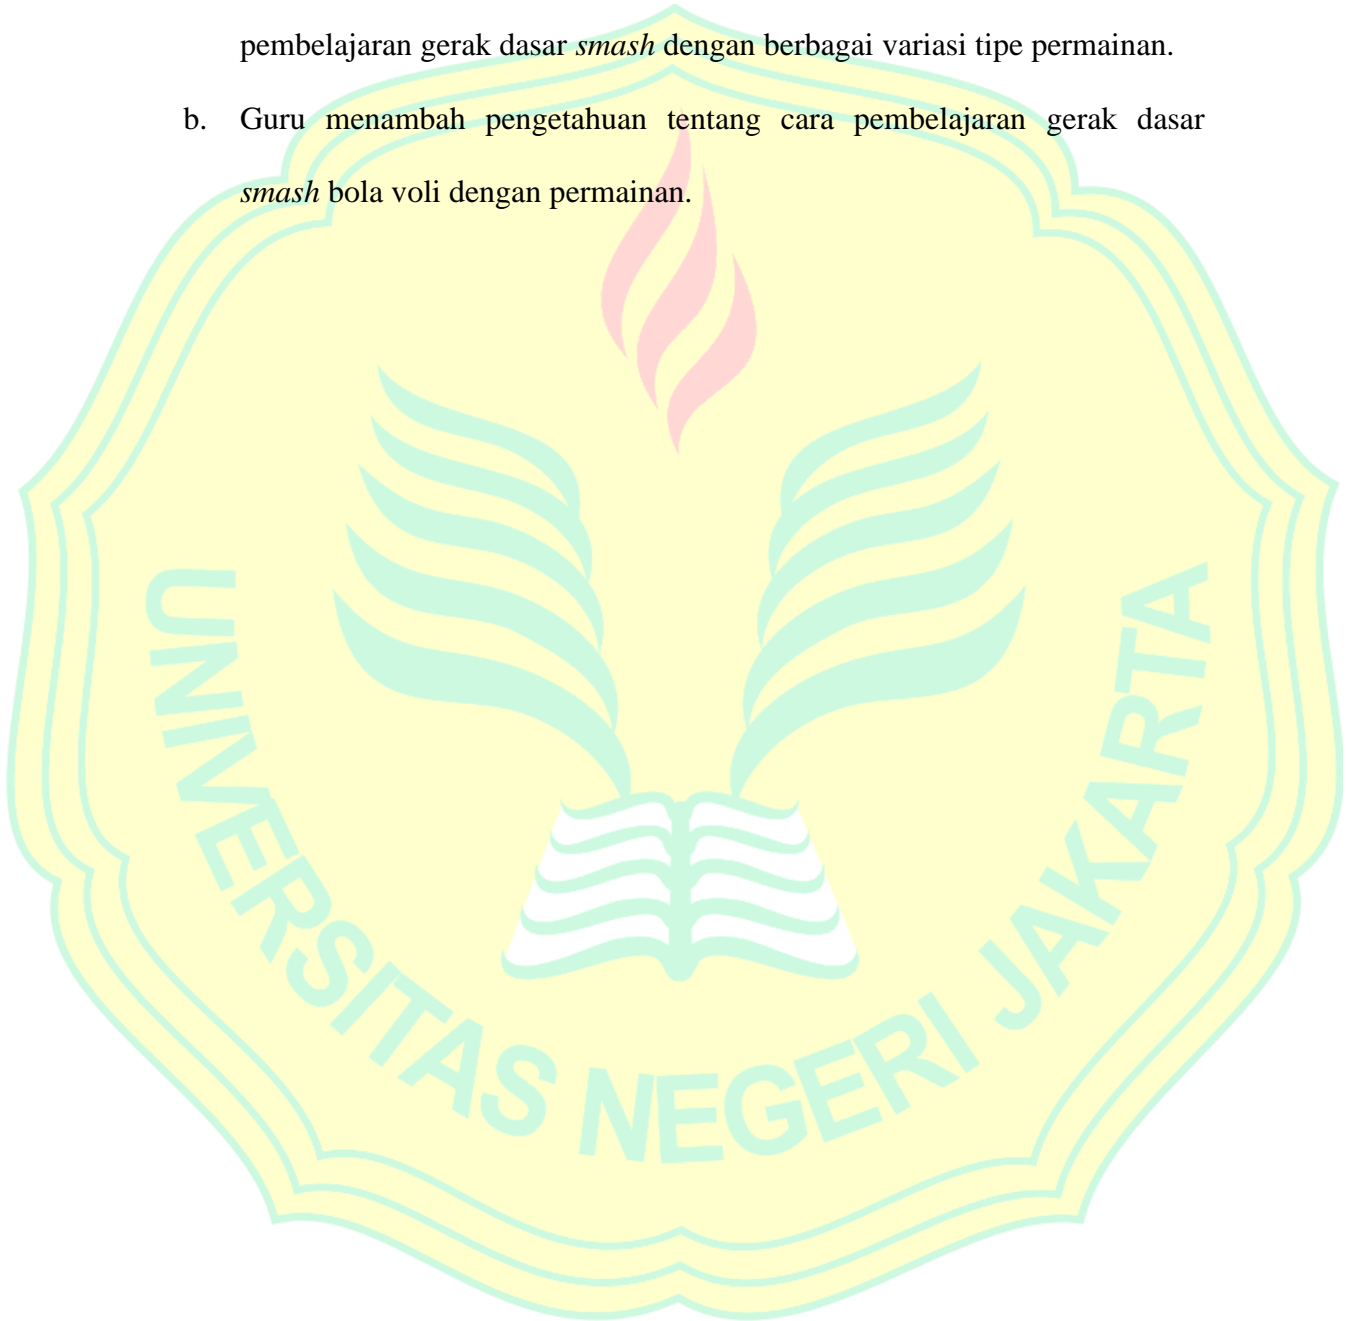 pembelajaran gerak dasar smash dengan berbagai variasi tipe permainan.
b. Guru menambah pengetahuan tentang cara pembelajaran gerak dasar
smash bola voli dengan permainan.
UNIVERSITAS NEGERI JAKARTA